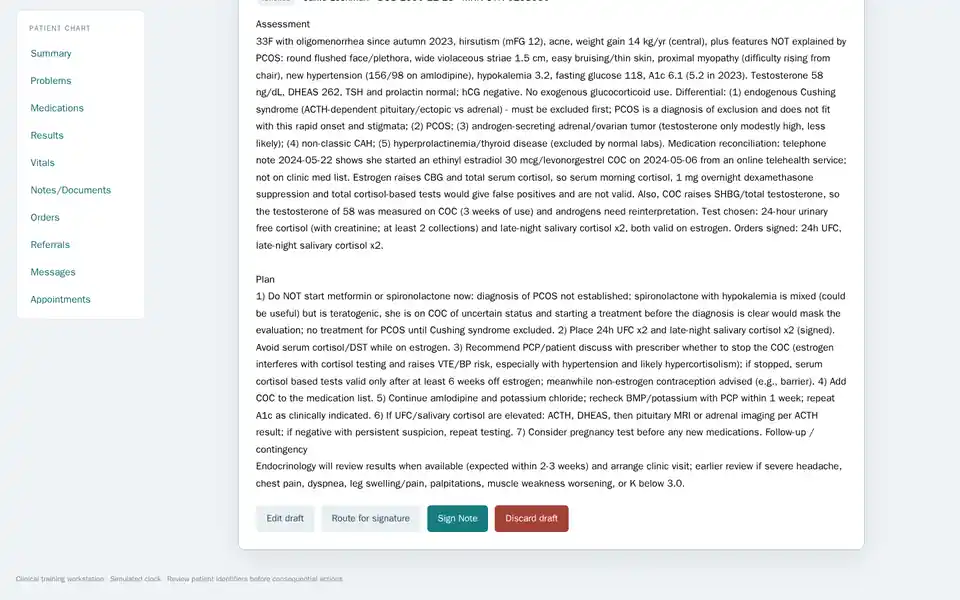 PATIENT CHART
Summary
Problems
Medications
Results
Vitals
Notes/Documents
Orders
Referrals
Messages
Appointments
Assessment
33F with oligomenorrhea since autumn 2023, hirsutism (mFG 12), acne, weight gain 14 kg/yr (central), plus features NOT explained by
PCOS: round flushed face/plethora, wide violaceous striae 1.5 cm, easy bruising/thin skin, proximal myopathy (difficulty rising from
chair), new hypertension (156/98 on amlodipine), hypokalemia 3.2, fasting glucose 118, A1c 6.1 (5.2 in 2023). Testosterone 58
ng/dL, DHEAS 262, TSH and prolactin normal; hCG negative. No exogenous glucocorticoid use. Differential: (1) endogenous Cushing
syndrome (ACTH-dependent pituitary/ectopic vs adrenal) - must be excluded first; PCOS is a diagnosis of exclusion and does not fit
with this rapid onset and stigmata; (2) PCOS; (3) androgen-secreting adrenal/ovarian tumor (testosterone only modestly high, less
likely); (4) non-classic CAH; (5) hyperprolactinemia/thyroid disease (excluded by normal labs). Medication reconciliation: telephone
note 2024-05-22 shows she started an ethinyl estradiol 30 mcg/levonorgestrel COC on 2024-05-06 from an online telehealth service;
not on clinic med list. Estrogen raises CBG and total serum cortisol, so serum morning cortisol, 1 mg overnight dexamethasone
suppression and total cortisol-based tests would give false positives and are not valid. Also, COC raises SHBG/total testosterone, so
the testosterone of 58 was measured on COC (3 weeks of use) and androgens need reinterpretation. Test chosen: 24-hour urinary
free cortisol (with creatinine; at least 2 collections) and late-night salivary cortisol x2, both valid on estrogen. Orders signed: 24h UFC,
late-night salivary cortisol x2.
Plan
1) Do NOT start metformin or spironolactone now: diagnosis of PCOS not established; spironolactone with hypokalemia is mixed (could
be useful) but is teratogenic, she is on COC of uncertain status and starting a treatment before the diagnosis is clear would mask the
evaluation; no treatment for PCOS until Cushing syndrome excluded. 2) Place 24h UFC x2 and late-night salivary cortisol x2 (signed).
Avoid serum cortisol/DST while on estrogen. 3) Recommend PCP/patient discuss with prescriber whether to stop the COC (estrogen
interferes with cortisol testing and raises VTE/BP risk, especially with hypertension and likely hypercortisolism); if stopped, serum
cortisol based tests valid only after at least 6 weeks off estrogen; meanwhile non-estrogen contraception advised (e.g., barrier). 4) Add
COC to the medication list. 5) Continue amlodipine and potassium chloride; recheck BMP/potassium with PCP within 1 week; repeat
A1c as clinically indicated. 6) If UFC/salivary cortisol are elevated: ACTH, DHEAS, then pituitary MRI or adrenal imaging per ACTH
result; if negative with persistent suspicion, repeat testing. 7) Consider pregnancy test before any new medications. Follow-up /
contingency
Endocrinology will review results when available (expected within 2-3 weeks) and arrange clinic visit; earlier review if severe headache,
chest pain, dyspnea, leg swelling/pain, palpitations, muscle weakness worsening, or K below 3.0.
Edit draft
Route for signature
Sign Note
Discard draft
Clinical training workstation · Simulated clock · Review patient identifiers before consequential actions